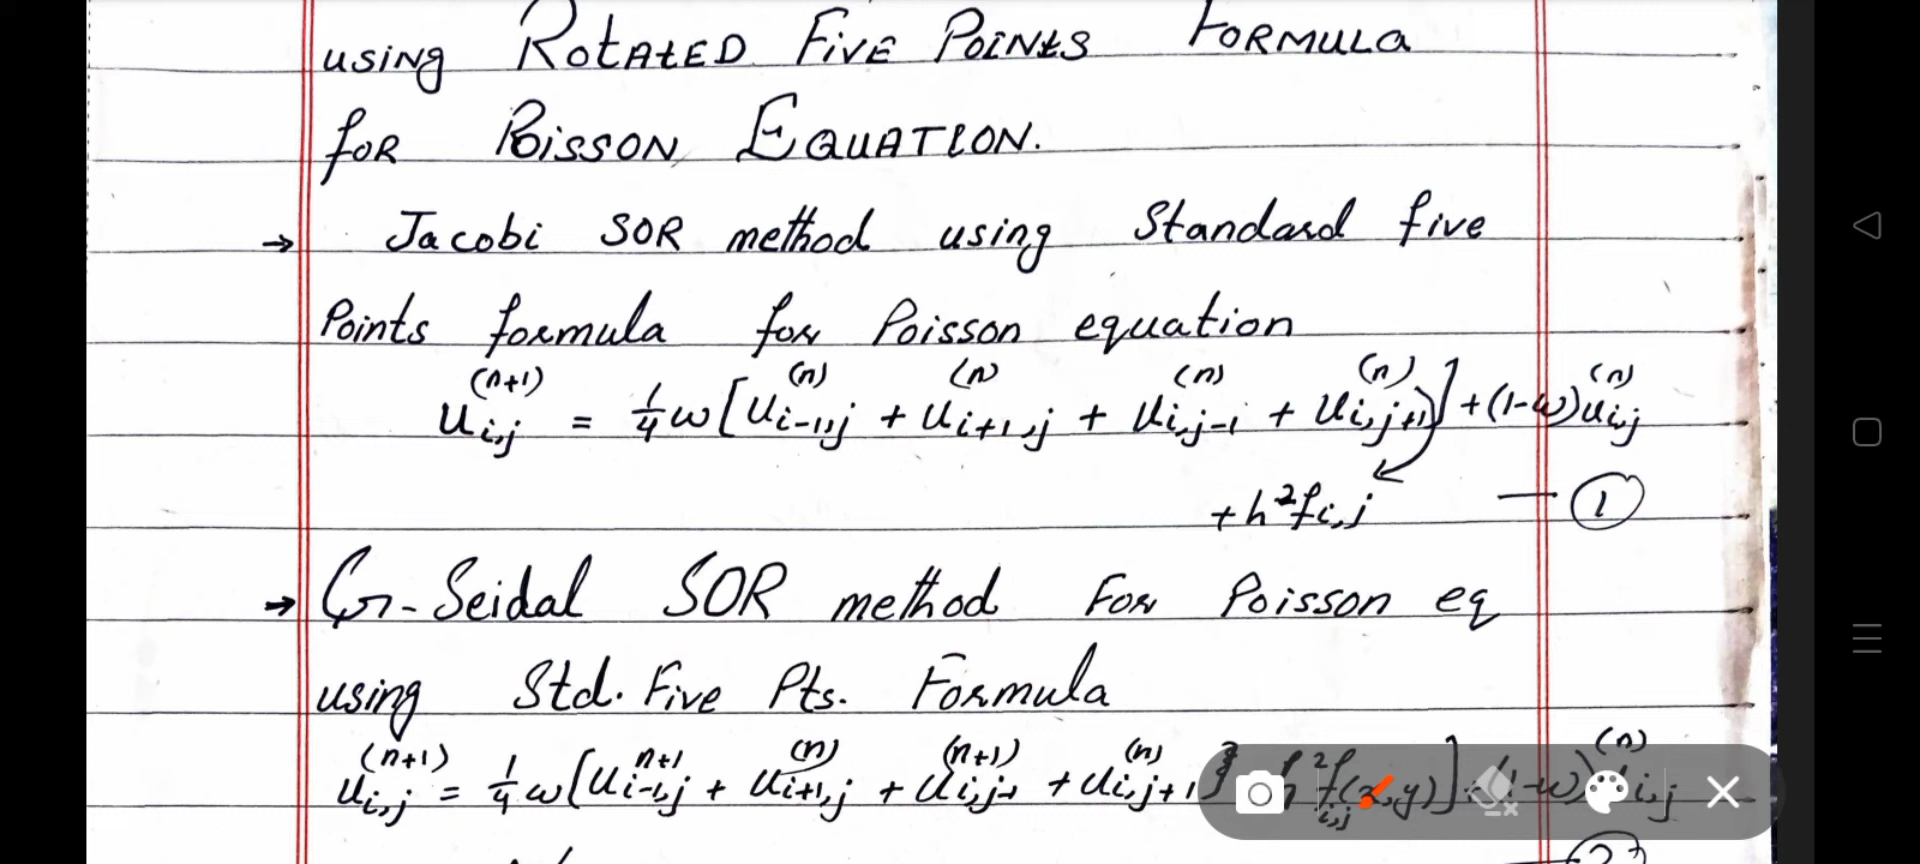 using ROTATED FIVE POINTS FORMULA
for POISSON EQUATION.
→ Jacobi SOR method using Standard five
Points formula for Poisson equation
u_{i,j}^{(n+1)} = 1/4 ω [u_{i-1,j}^{(n)} + u_{i+1,j}^{(n)} + u_{i,j-1}^{(n)} + u_{i,j+1}^{(n)}] + (1-ω) u_{i,j}^{(n)}
+ h² f_{i,j} — ①
→ G-Seidal SOR method For Poisson eq
using Std. Five Pts. Formula
u_{i,j}^{(n+1)} = 1/4 ω [u_{i-1,j}^{n+1} + u_{i+1,j}^{(n)} + u_{i,j-1}^{(n+1)} + u_{i,j+1}^{(n)}